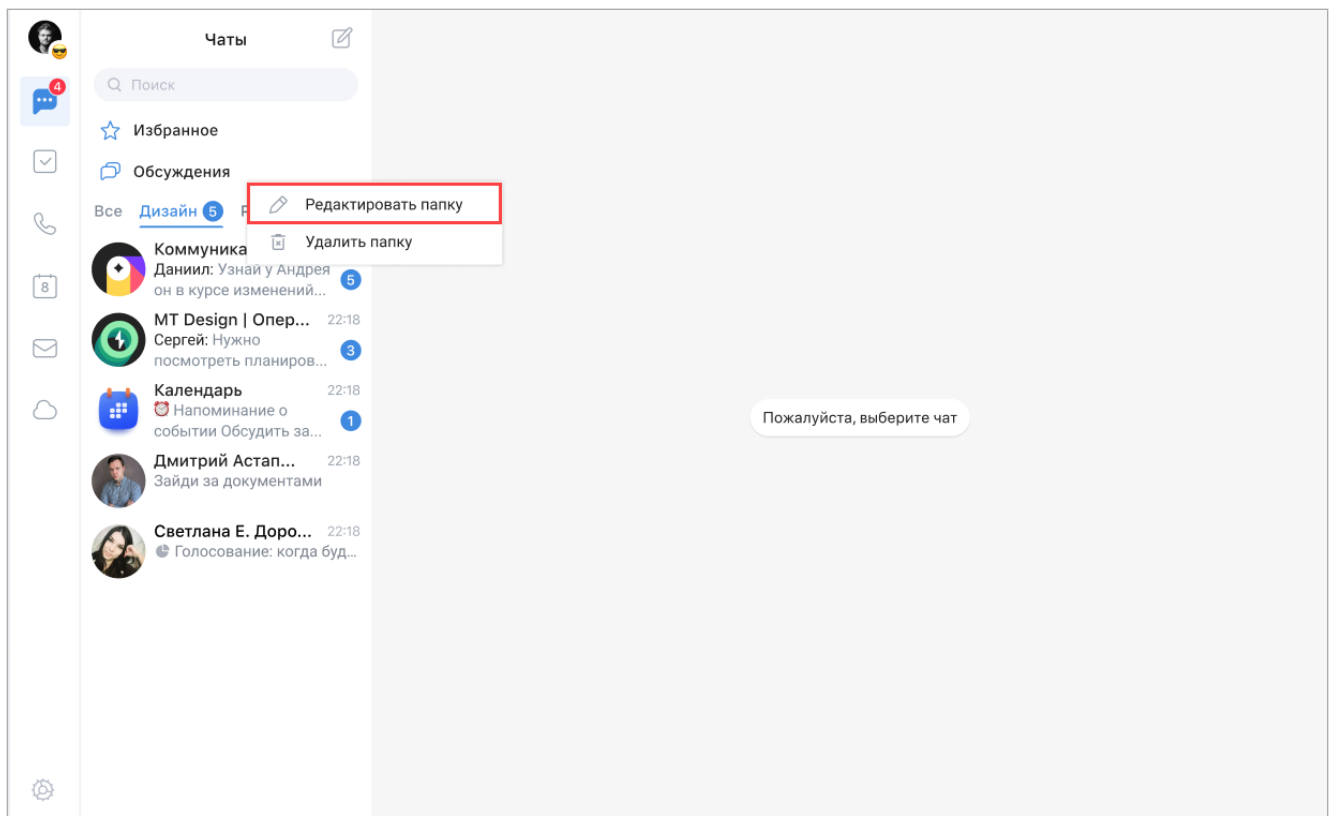 Чаты
4
Поиск
Избранное
Обсуждения
Все Дизайн 5
Редактировать папку
Удалить папку
Коммуника
Даниил: Узнай у Андрея
он в курсе изменений... 5
MT Design | Опер... 22:18
Сергей: Нужно
посмотреть планиров... 3
Календарь 22:18
Напоминание о
событии Обсудить за... 1
Дмитрий Астап... 22:18
Зайди за документами
Светлана Е. Доро... 22:18
Голосование: когда буд...
8
Пожалуйста, выберите чат